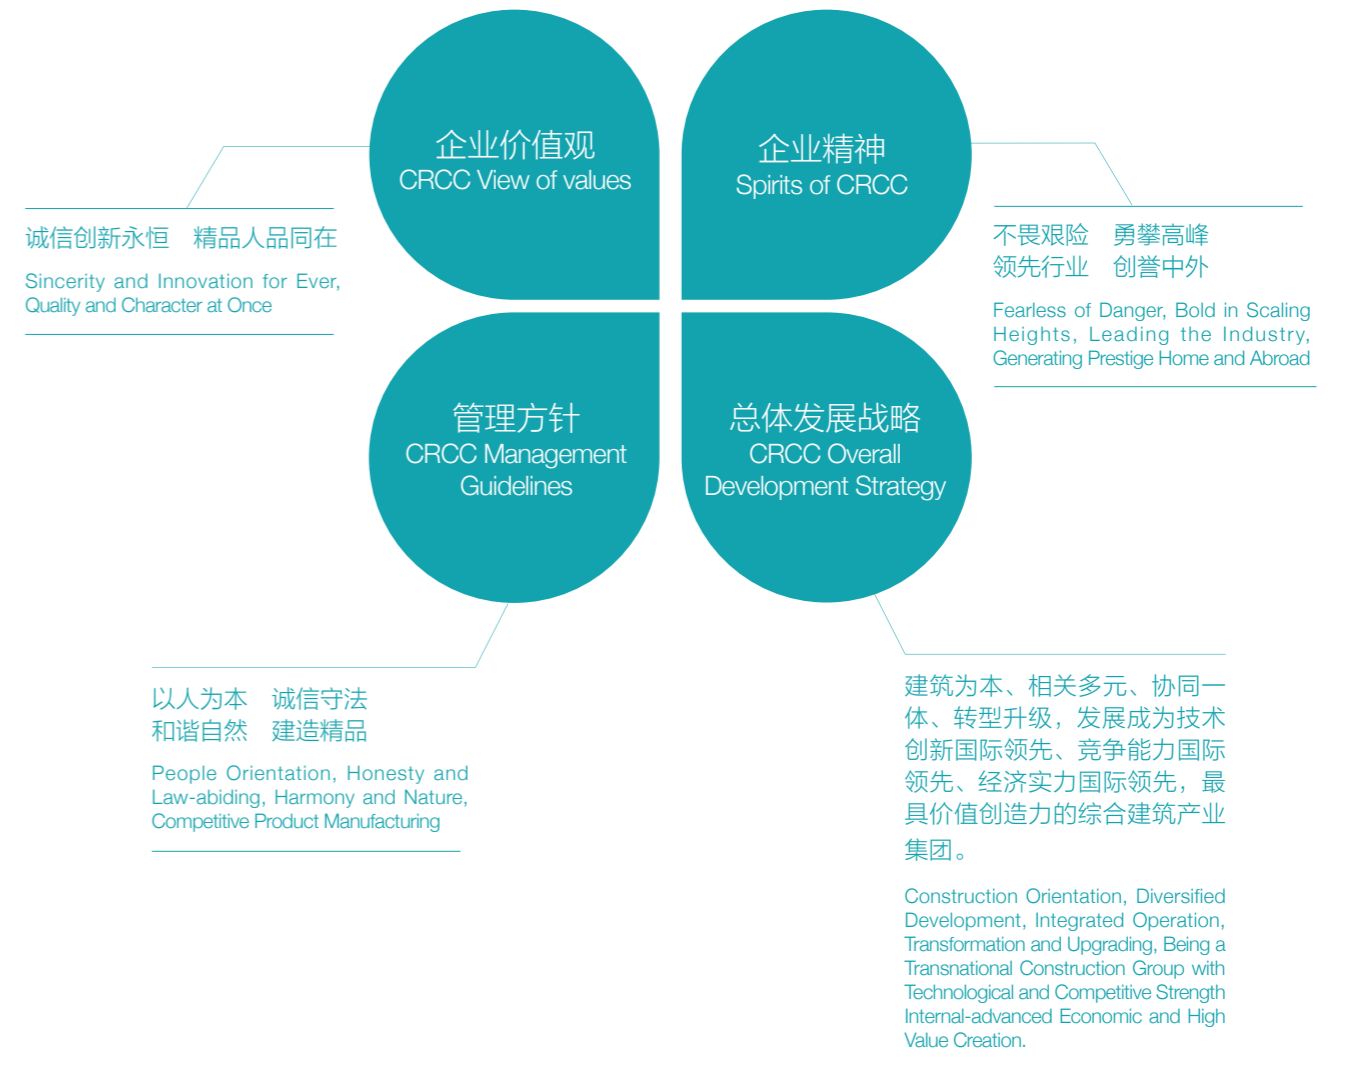 企业价值观
CRCC View of values
诚信创新永恒　精品人品同在
Sincerity and Innovation for Ever,
Quality and Character at Once
企业精神
Spirits of CRCC
不畏艰险　勇攀高峰
领先行业　创誉中外
Fearless of Danger, Bold in Scaling
Heights, Leading the Industry,
Generating Prestige Home and Abroad
管理方针
CRCC Management
Guidelines
以人为本　诚信守法
和谐自然　建造精品
People Orientation, Honesty and
Law-abiding, Harmony and Nature,
Competitive Product Manufacturing
总体发展战略
CRCC Overall
Development Strategy
建筑为本、相关多元、协同一
体、转型升级，发展成为技术
创新国际领先、竞争能力国际
领先、经济实力国际领先，最
具价值创造力的综合建筑产业
集团。
Construction Orientation, Diversified
Development, Integrated Operation,
Transformation and Upgrading, Being a
Transnational Construction Group with
Technological and Competitive Strength
Internal-advanced Economic and High
Value Creation.